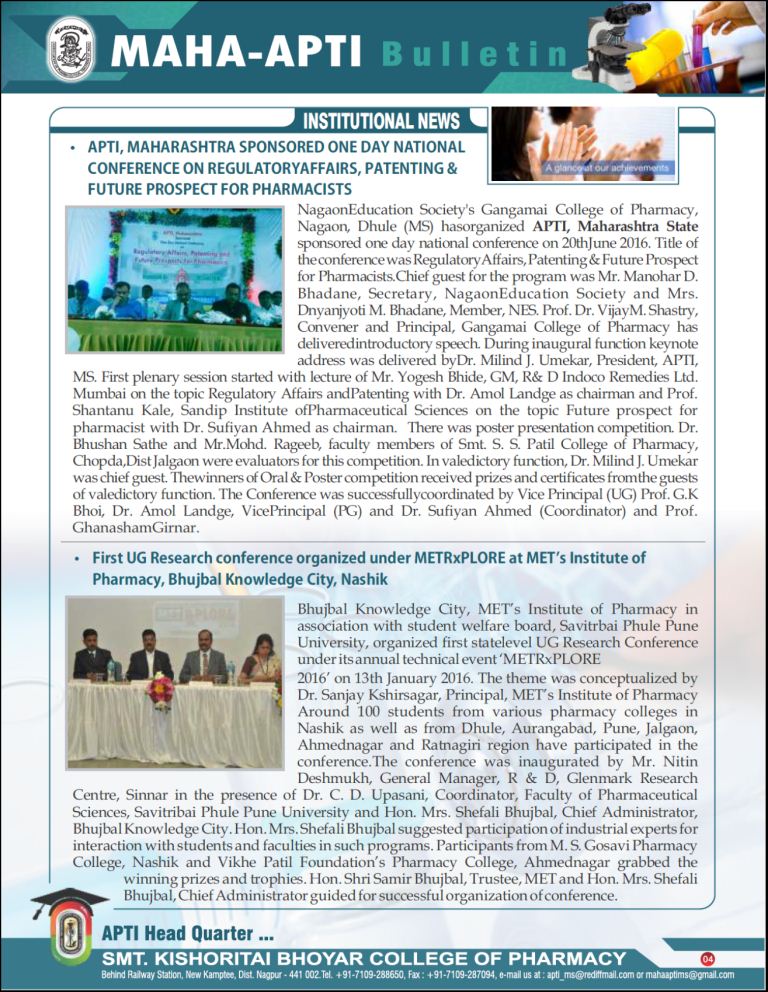 MAHA-APTI Bulletin
INSTITUTIONAL NEWS
A glance at our achievements
• APTI, MAHARASHTRA SPONSORED ONE DAY NATIONAL
CONFERENCE ON REGULATORYAFFAIRS, PATENTING &
FUTURE PROSPECT FOR PHARMACISTS
APTI, Maharashtra
Sponsored
One Day National Conference
Regulatory Affairs, Patenting and
Future Prospects for Pharmacists
NagaonEducation Society's Gangamai College of Pharmacy,
Nagaon, Dhule (MS) hasorganized APTI, Maharashtra State
sponsored one day national conference on 20thJune 2016. Title of
theconference was RegulatoryAffairs, Patenting & Future Prospect
for Pharmacists.Chief guest for the program was Mr. Manohar D.
Bhadane, Secretary, NagaonEducation Society and Mrs.
Dnyanjyoti M. Bhadane, Member, NES. Prof. Dr. VijayM. Shastry,
Convener and Principal, Gangamai College of Pharmacy has
deliveredintroductory speech. During inaugural function keynote
address was delivered byDr. Milind J. Umekar, President, APTI,
MS. First plenary session started with lecture of Mr. Yogesh Bhide, GM, R& D Indoco Remedies Ltd.
Mumbai on the topic Regulatory Affairs andPatenting with Dr. Amol Landge as chairman and Prof.
Shantanu Kale, Sandip Institute ofPharmaceutical Sciences on the topic Future prospect for
pharmacist with Dr. Sufiyan Ahmed as chairman. There was poster presentation competition. Dr.
Bhushan Sathe and Mr.Mohd. Rageeb, faculty members of Smt. S. S. Patil College of Pharmacy,
Chopda,Dist Jalgaon were evaluators for this competition. In valedictory function, Dr. Milind J. Umekar
was chief guest. Thewinners of Oral & Poster competition received prizes and certificates fromthe guests
of valedictory function. The Conference was successfullycoordinated by Vice Principal (UG) Prof. G.K
Bhoi, Dr. Amol Landge, VicePrincipal (PG) and Dr. Sufiyan Ahmed (Coordinator) and Prof.
GhanashamGirnar.
• First UG Research conference organized under METRxPLORE at MET’s Institute of
Pharmacy, Bhujbal Knowledge City, Nashik
Bhujbal Knowledge City, MET’s Institute of Pharmacy in
association with student welfare board, Savitrbai Phule Pune
University, organized first statelevel UG Research Conference
under its annual technical event ‘METRxPLORE
2016’ on 13th January 2016. The theme was conceptualized by
Dr. Sanjay Kshirsagar, Principal, MET’s Institute of Pharmacy
Around 100 students from various pharmacy colleges in
Nashik as well as from Dhule, Aurangabad, Pune, Jalgaon,
Ahmednagar and Ratnagiri region have participated in the
conference.The conference was inaugurated by Mr. Nitin
Deshmukh, General Manager, R & D, Glenmark Research
Centre, Sinnar in the presence of Dr. C. D. Upasani, Coordinator, Faculty of Pharmaceutical
Sciences, Savitribai Phule Pune University and Hon. Mrs. Shefali Bhujbal, Chief Administrator,
Bhujbal Knowledge City. Hon. Mrs. Shefali Bhujbal suggested participation of industrial experts for
interaction with students and faculties in such programs. Participants from M. S. Gosavi Pharmacy
College, Nashik and Vikhe Patil Foundation’s Pharmacy College, Ahmednagar grabbed the
winning prizes and trophies. Hon. Shri Samir Bhujbal, Trustee, MET and Hon. Mrs. Shefali
Bhujbal, Chief Administrator guided for successful organization of conference.
APTI Head Quarter ...
SMT. KISHORITAI BHOYAR COLLEGE OF PHARMACY
04
Behind Railway Station, New Kamptee, Dist. Nagpur - 441 002.Tel. +91-7109-288650, Fax : +91-7109-287094, e-mail us at : apti_ms@rediffmail.com or mahaaptims@gmail.com